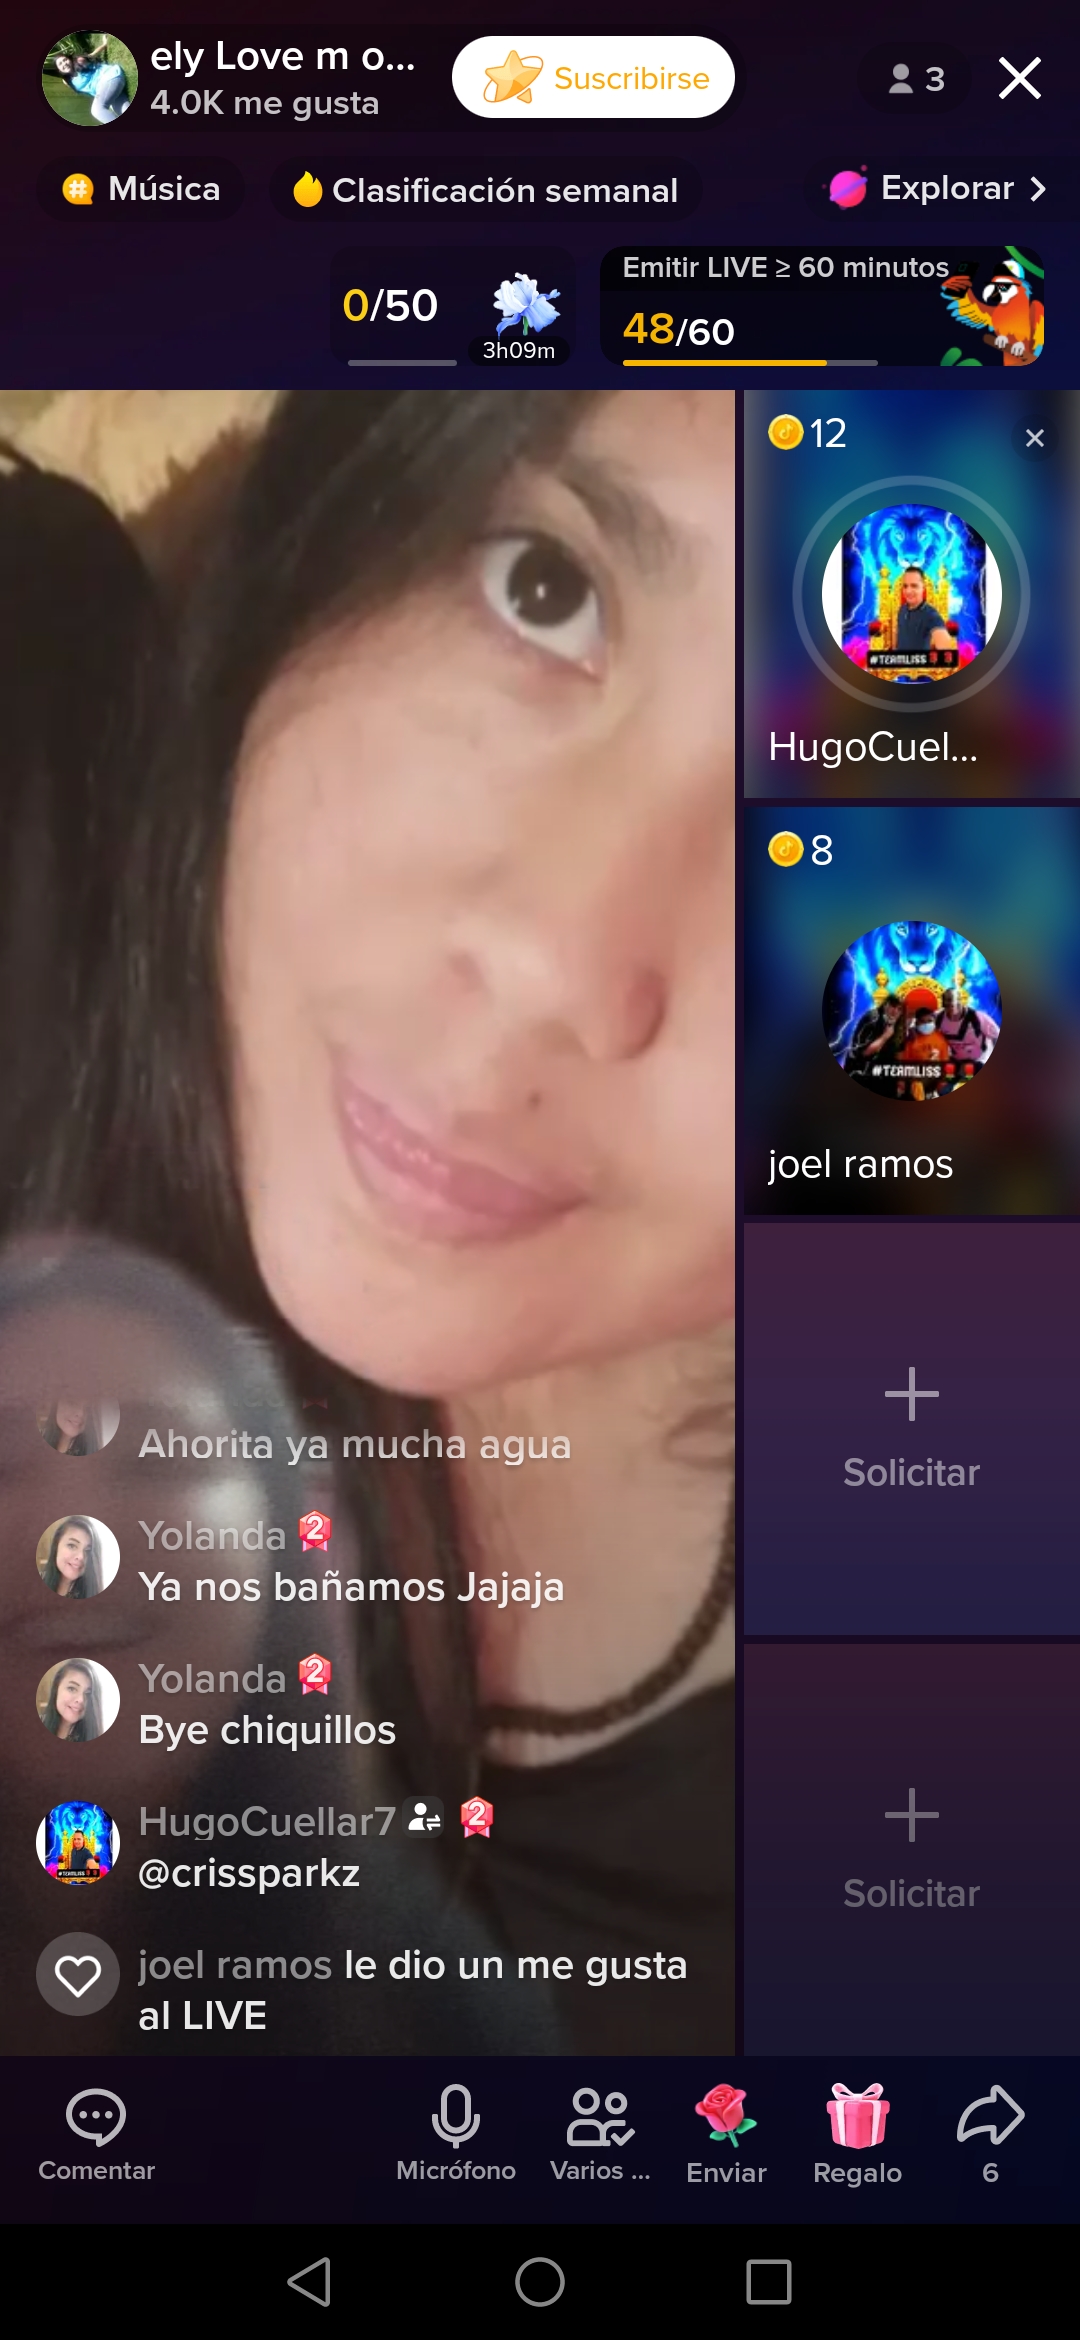 ely Love m o...
4.0K me gusta
Suscribirse
3
Música
Clasificación semanal
Explorar
0/50
3h09m
Emitir LIVE ≥ 60 minutos
48/60
12
#TEAMLISS
HugoCuel...
8
#TEAMLISS
joel ramos
Solicitar
Solicitar
Ahorita ya mucha agua
Yolanda 2
Ya nos bañamos Jajaja
Yolanda 2
Bye chiquillos
HugoCuellar7 2
@crissparkz
joel ramos le dio un me gusta
al LIVE
Comentar
Micrófono
Varios ...
Enviar
Regalo
6